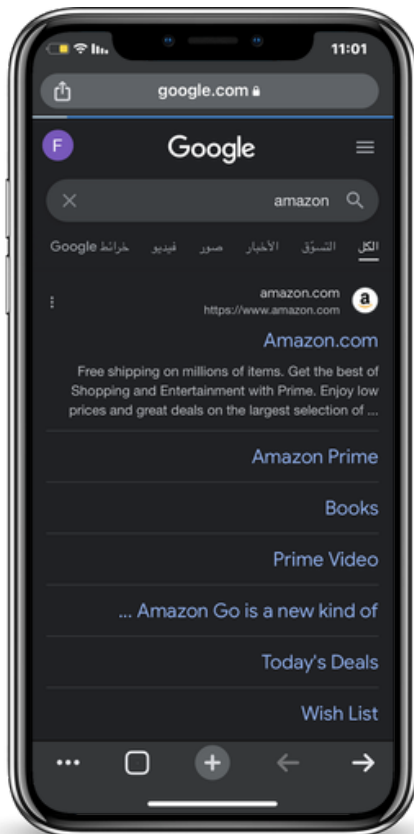 11:01
google.com
F
Google
amazon
الكل التسوّق الأخبار صور فيديو خرائط Google
amazon.com
https://www.amazon.com
a
Amazon.com
Free shipping on millions of items. Get the best of
Shopping and Entertainment with Prime. Enjoy low
prices and great deals on the largest selection of ...
Amazon Prime
Books
Prime Video
... Amazon Go is a new kind of
Today's Deals
Wish List